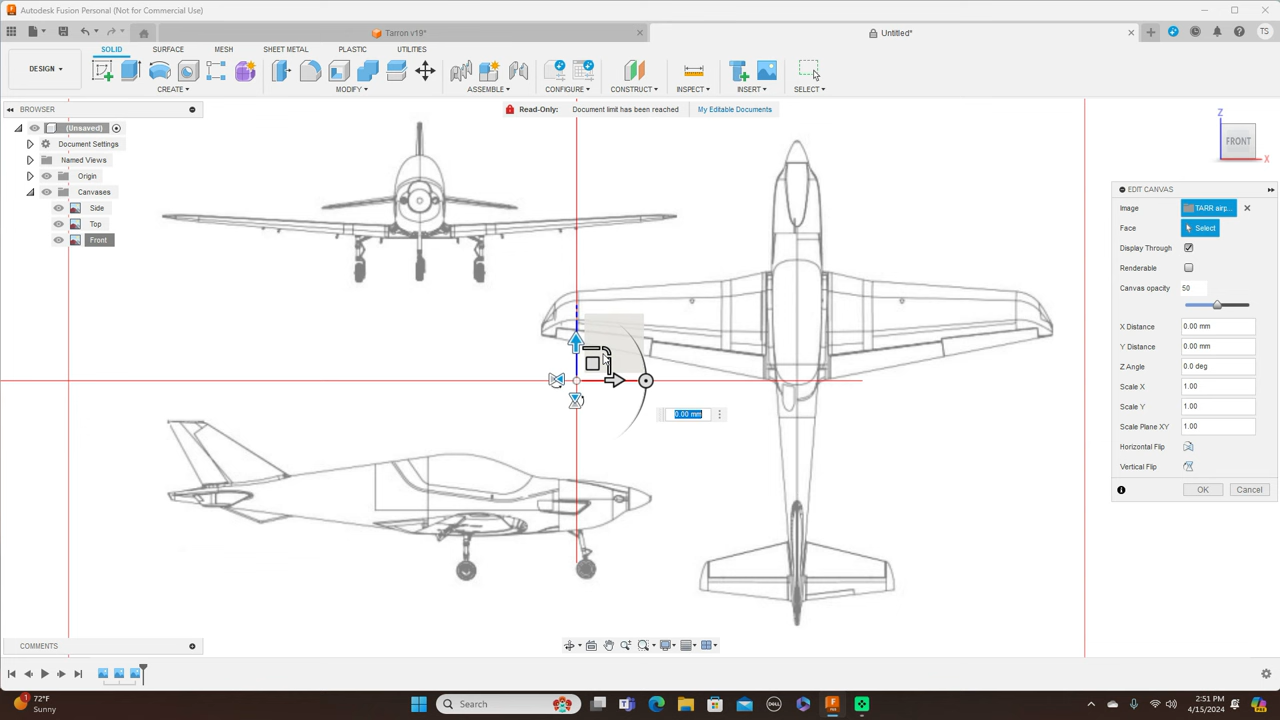 Autodesk Fusion Personal (Not for Commercial Use)
Tarron v19*
Untitled*
TS
DESIGN
SOLID
SURFACE
MESH
SHEET METAL
PLASTIC
UTILITIES
CREATE
MODIFY
ASSEMBLE
CONFIGURE
CONSTRUCT
INSPECT
INSERT
SELECT
BROWSER
Read-Only: Document limit has been reached My Editable Documents
(Unsaved)
Document Settings
Named Views
Origin
Canvases
Side
Top
Front
Z
FRONT
X
EDIT CANVAS
Image TARR airp...
Face Select
Display Through
Renderable
Canvas opacity 50
X Distance 0.00 mm
Y Distance 0.00 mm
Z Angle 0.0 deg
Scale X 1.00
Scale Y 1.00
Scale Plane XY 1.00
Horizontal Flip
Vertical Flip
OK Cancel
0.00 mm
COMMENTS
72°F
Sunny
Search
2:51 PM
4/15/2024